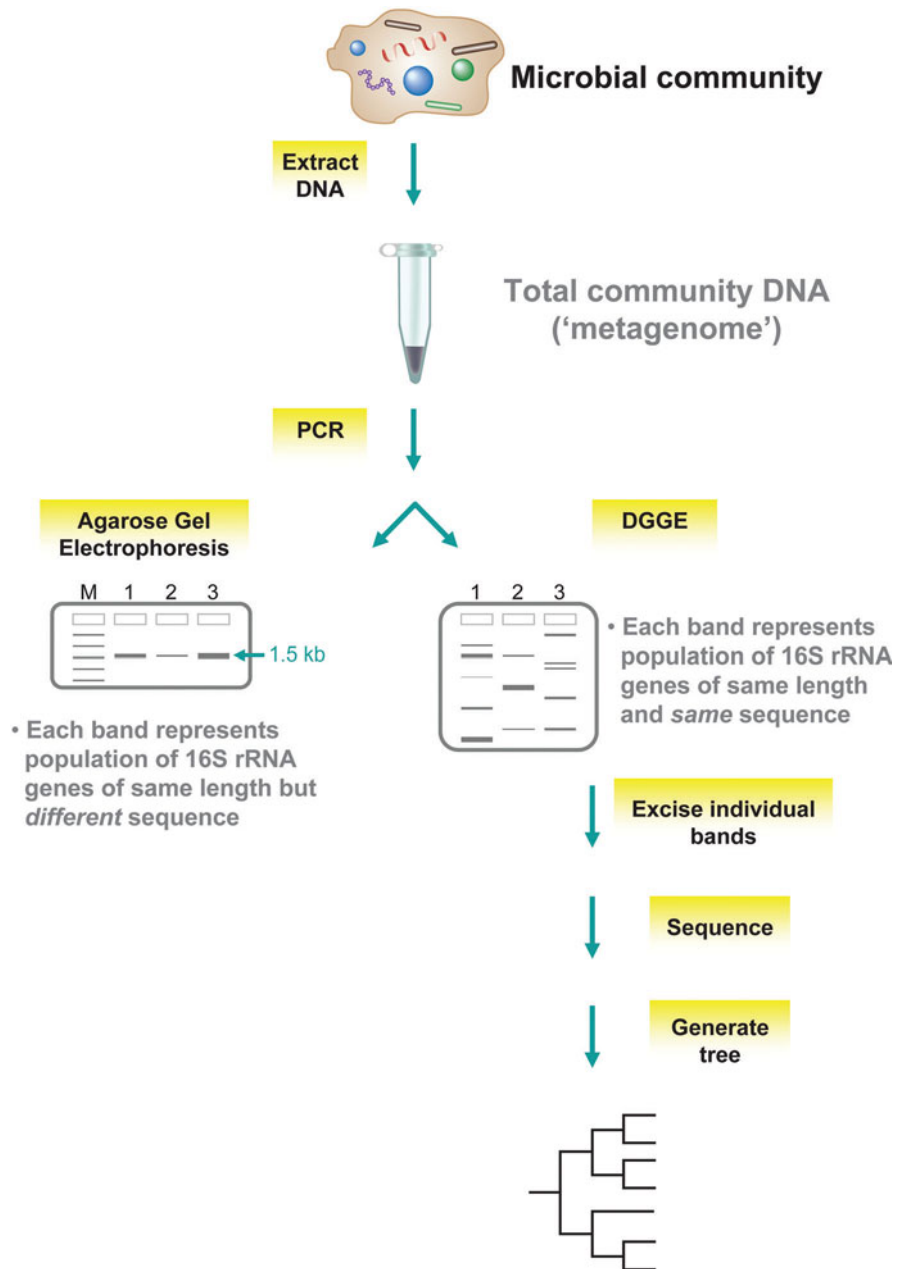 Microbial community
Extract
DNA
Total community DNA
(‘metagenome’)
PCR
Agarose Gel
Electrophoresis
M 1 2 3
1.5 kb
• Each band represents
population of 16S rRNA
genes of same length but
different sequence
DGGE
1 2 3
• Each band represents
population of 16S rRNA
genes of same length
and same sequence
Excise individual
bands
Sequence
Generate
tree